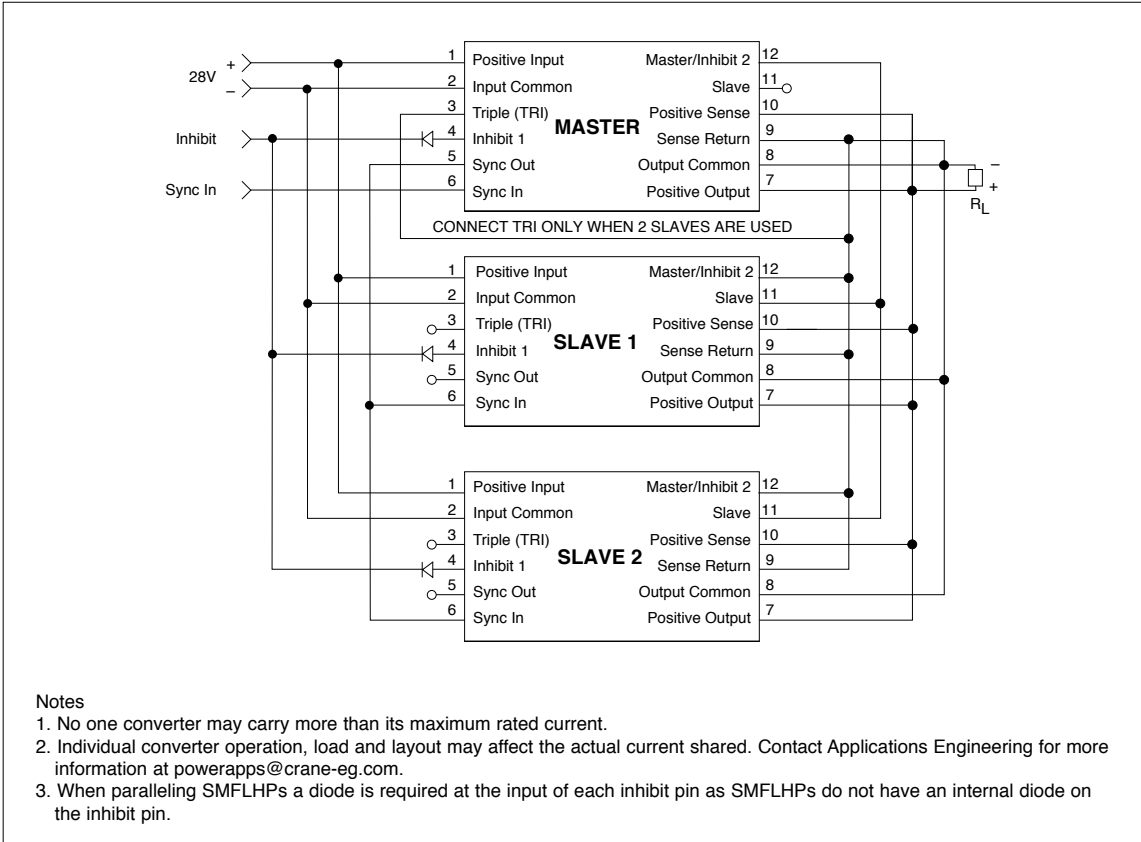 28V
+
–
Inhibit
Sync In
1 Positive Input Master/Inhibit 2 12
2 Input Common Slave 11
3 Triple (TRI) Positive Sense 10
4 Inhibit 1 MASTER Sense Return 9
5 Sync Out Output Common 8
6 Sync In Positive Output 7
–
+
RL
CONNECT TRI ONLY WHEN 2 SLAVES ARE USED
1 Positive Input Master/Inhibit 2 12
2 Input Common Slave 11
3 Triple (TRI) Positive Sense 10
4 Inhibit 1 SLAVE 1 Sense Return 9
5 Sync Out Output Common 8
6 Sync In Positive Output 7
1 Positive Input Master/Inhibit 2 12
2 Input Common Slave 11
3 Triple (TRI) Positive Sense 10
4 Inhibit 1 SLAVE 2 Sense Return 9
5 Sync Out Output Common 8
6 Sync In Positive Output 7
Notes
1. No one converter may carry more than its maximum rated current.
2. Individual converter operation, load and layout may affect the actual current shared. Contact Applications Engineering for more
information at powerapps@crane-eg.com.
3. When paralleling SMFLHPs a diode is required at the input of each inhibit pin as SMFLHPs do not have an internal diode on
the inhibit pin.